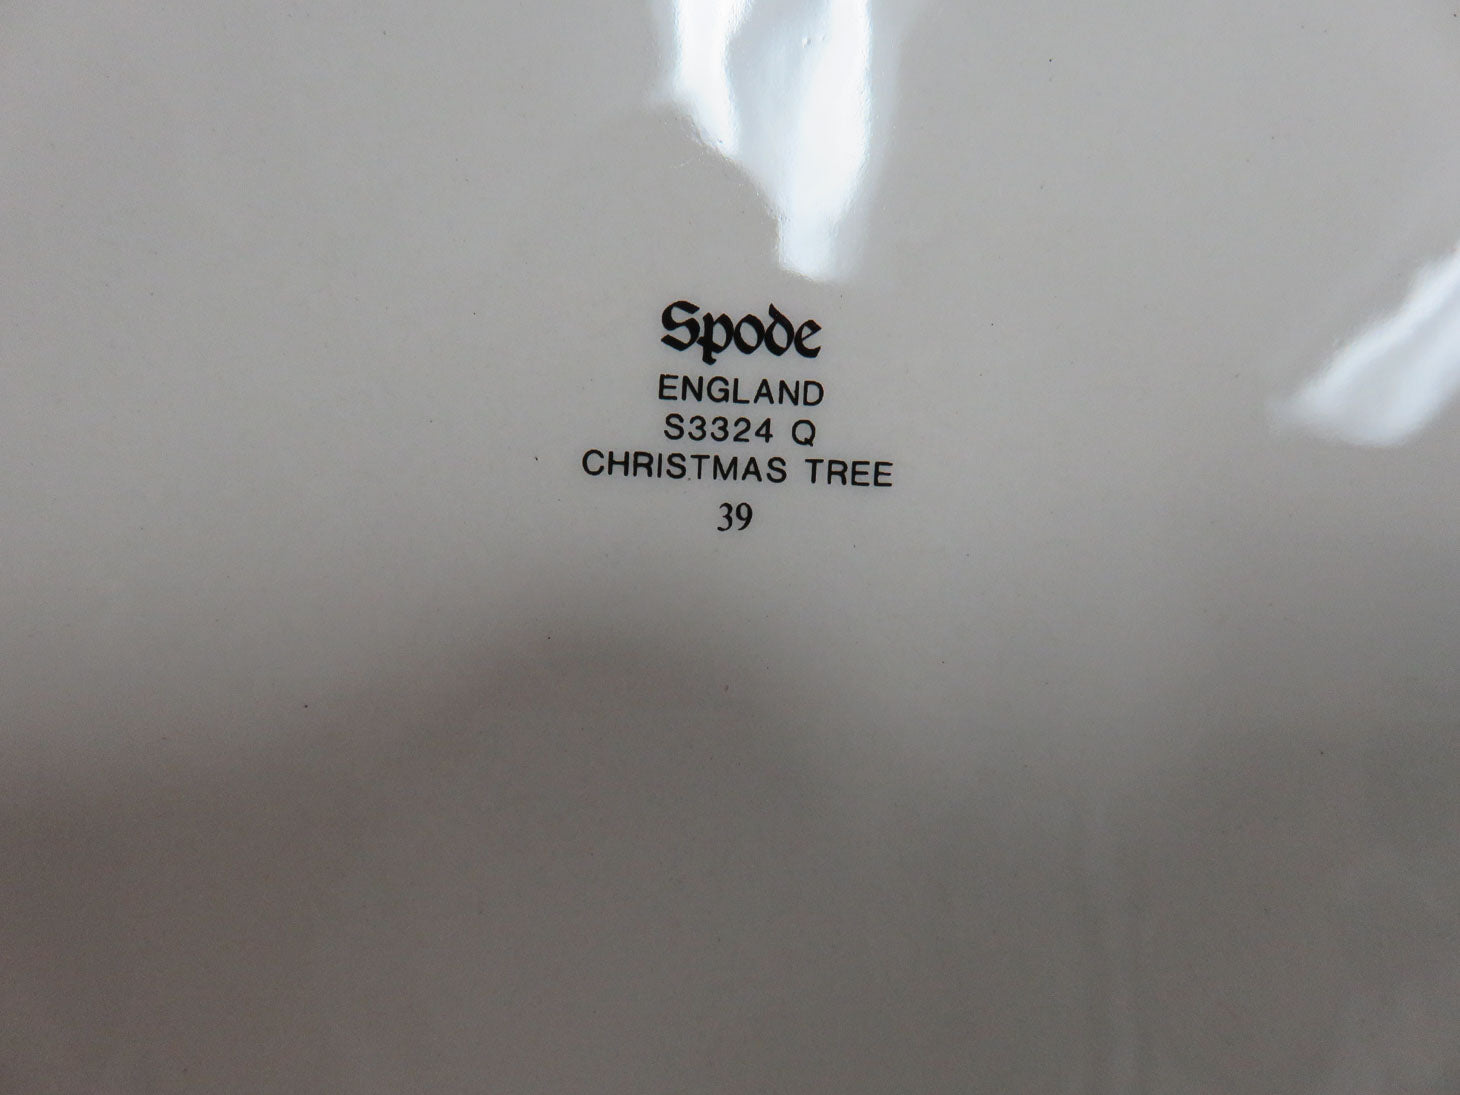 Spode
ENGLAND
S3324 Q
CHRISTMAS TREE
39